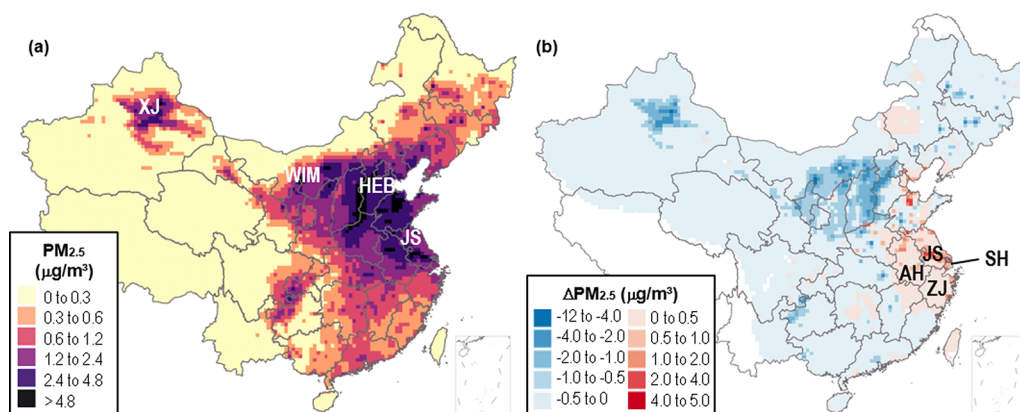 (a)
XJ
WIM
HEB
JS
PM2.5
(μg/m³)
0 to 0.3
0.3 to 0.6
0.6 to 1.2
1.2 to 2.4
2.4 to 4.8
>4.8
(b)
JS
SH
AH
ZJ
ΔPM2.5 (μg/m³)
-12 to -4.0
-4.0 to -2.0
-2.0 to -1.0
-1.0 to -0.5
-0.5 to 0
0 to 0.5
0.5 to 1.0
1.0 to 2.0
2.0 to 4.0
4.0 to 5.0